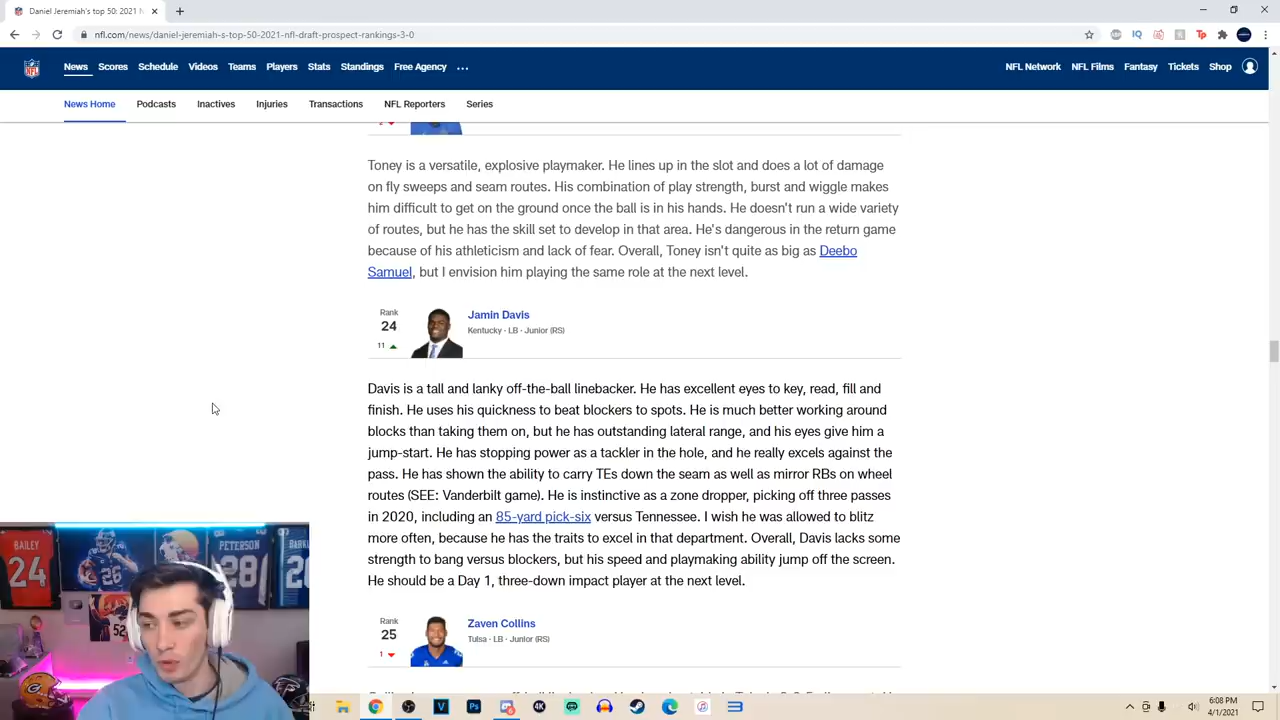 Daniel Jeremiah's top 50: 2021 N
nfl.com/news/daniel-jeremiah-s-top-50-2021-nfl-draft-prospect-rankings-3-0
NFL News Scores Schedule Videos Teams Players Stats Standings Free Agency ... NFL Network NFL Films Fantasy Tickets Shop
News Home Podcasts Inactives Injuries Transactions NFL Reporters Series
Toney is a versatile, explosive playmaker. He lines up in the slot and does a lot of damage
on fly sweeps and seam routes. His combination of play strength, burst and wiggle makes
him difficult to get on the ground once the ball is in his hands. He doesn't run a wide variety
of routes, but he has the skill set to develop in that area. He's dangerous in the return game
because of his athleticism and lack of fear. Overall, Toney isn't quite as big as Deebo
Samuel, but I envision him playing the same role at the next level.
Rank
24
11
Jamin Davis
Kentucky · LB · Junior (RS)
Davis is a tall and lanky off-the-ball linebacker. He has excellent eyes to key, read, fill and
finish. He uses his quickness to beat blockers to spots. He is much better working around
blocks than taking them on, but he has outstanding lateral range, and his eyes give him a
jump-start. He has stopping power as a tackler in the hole, and he really excels against the
pass. He has shown the ability to carry TEs down the seam as well as mirror RBs on wheel
routes (SEE: Vanderbilt game). He is instinctive as a zone dropper, picking off three passes
in 2020, including an 85-yard pick-six versus Tennessee. I wish he was allowed to blitz
more often, because he has the traits to excel in that department. Overall, Davis lacks some
strength to bang versus blockers, but his speed and playmaking ability jump off the screen.
He should be a Day 1, three-down impact player at the next level.
Rank
25
1
Zaven Collins
Tulsa · LB · Junior (RS)
BAILEY
24
26
PETERSON
28
52
6:08 PM
4/1/2021